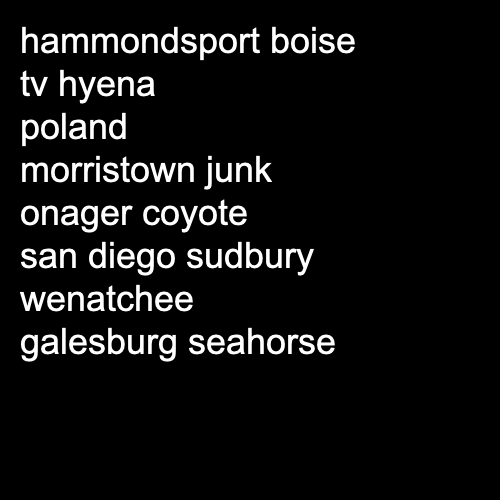 hammondsport boise
tv hyena
poland
morristown junk
onager coyote
san diego sudbury
wenatchee
galesburg seahorse